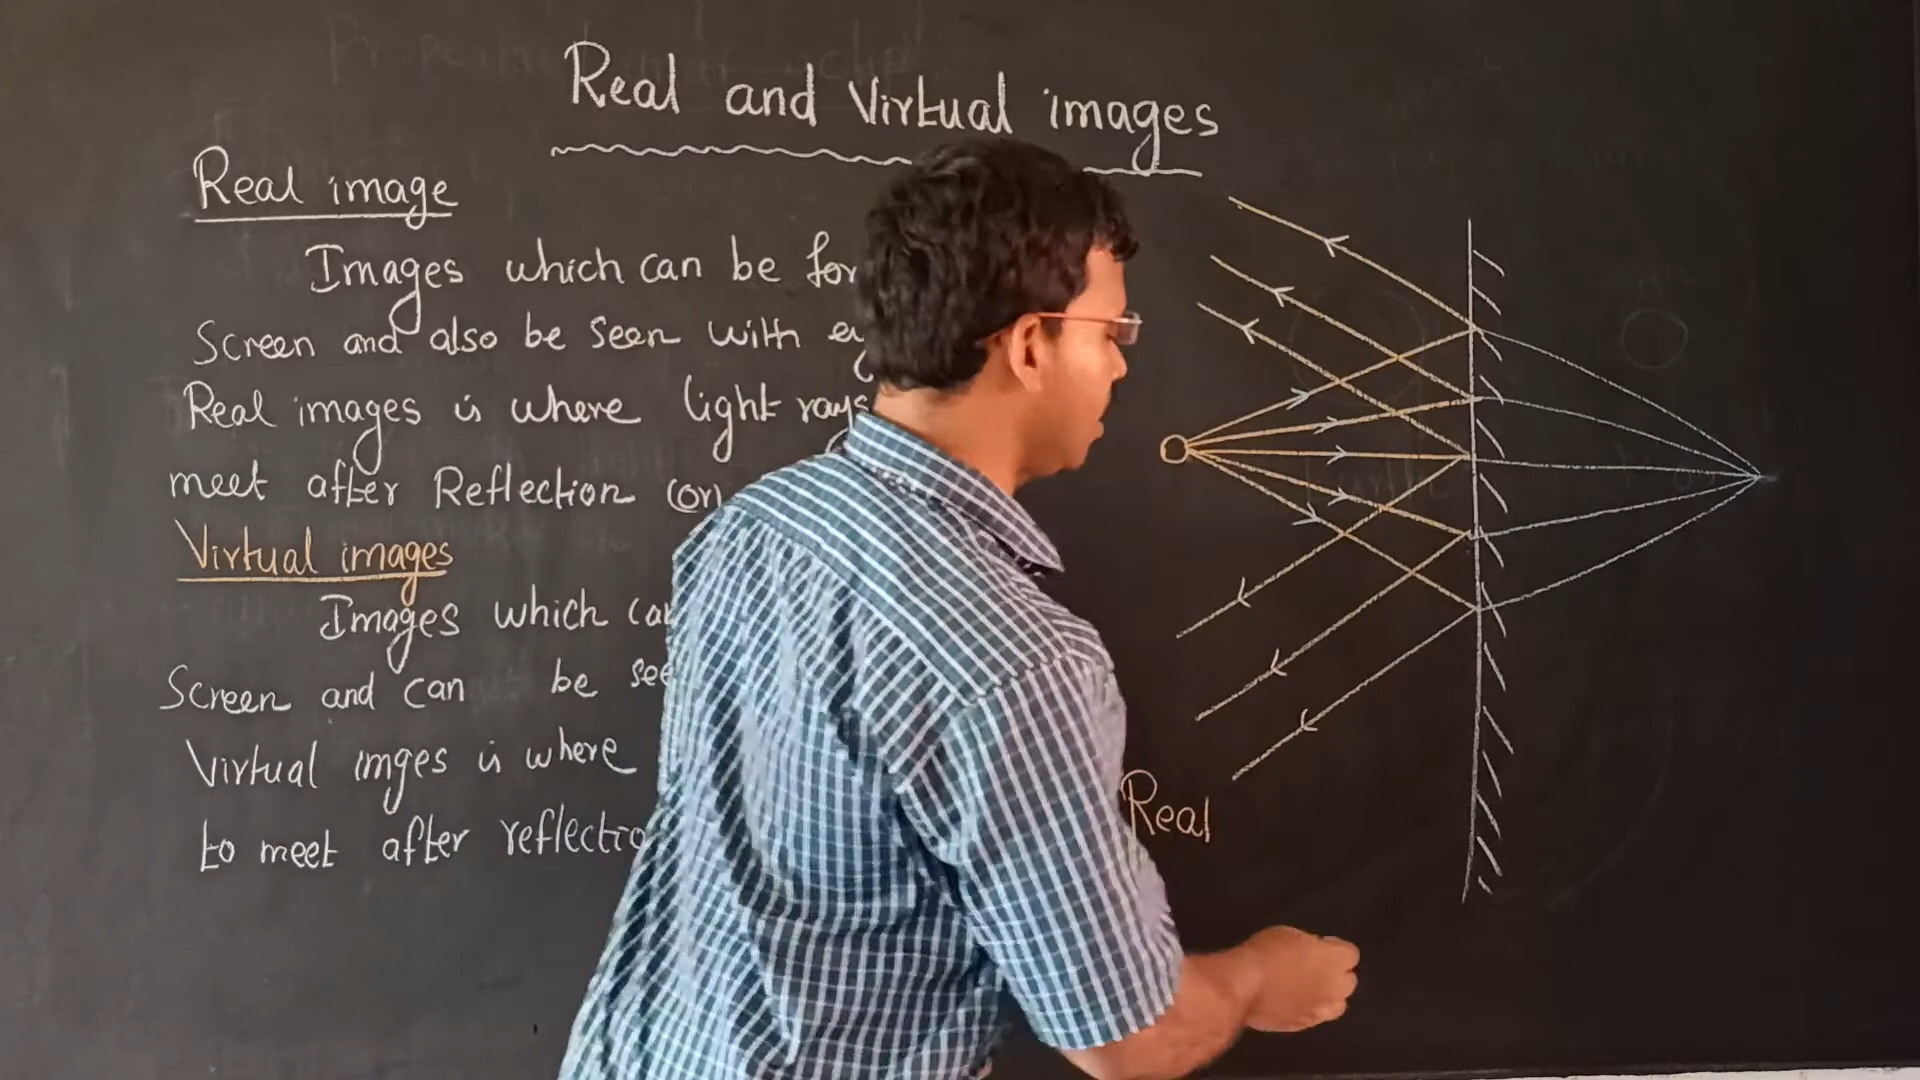 Real and Virtual images
Real image
Images which can be for
Screen and also be seen with
Real images is where light rays
meet after Reflection (or)
Virtual images
Images which
Screen and can be see
Virtual imges is where
to meet after reflectio
Real